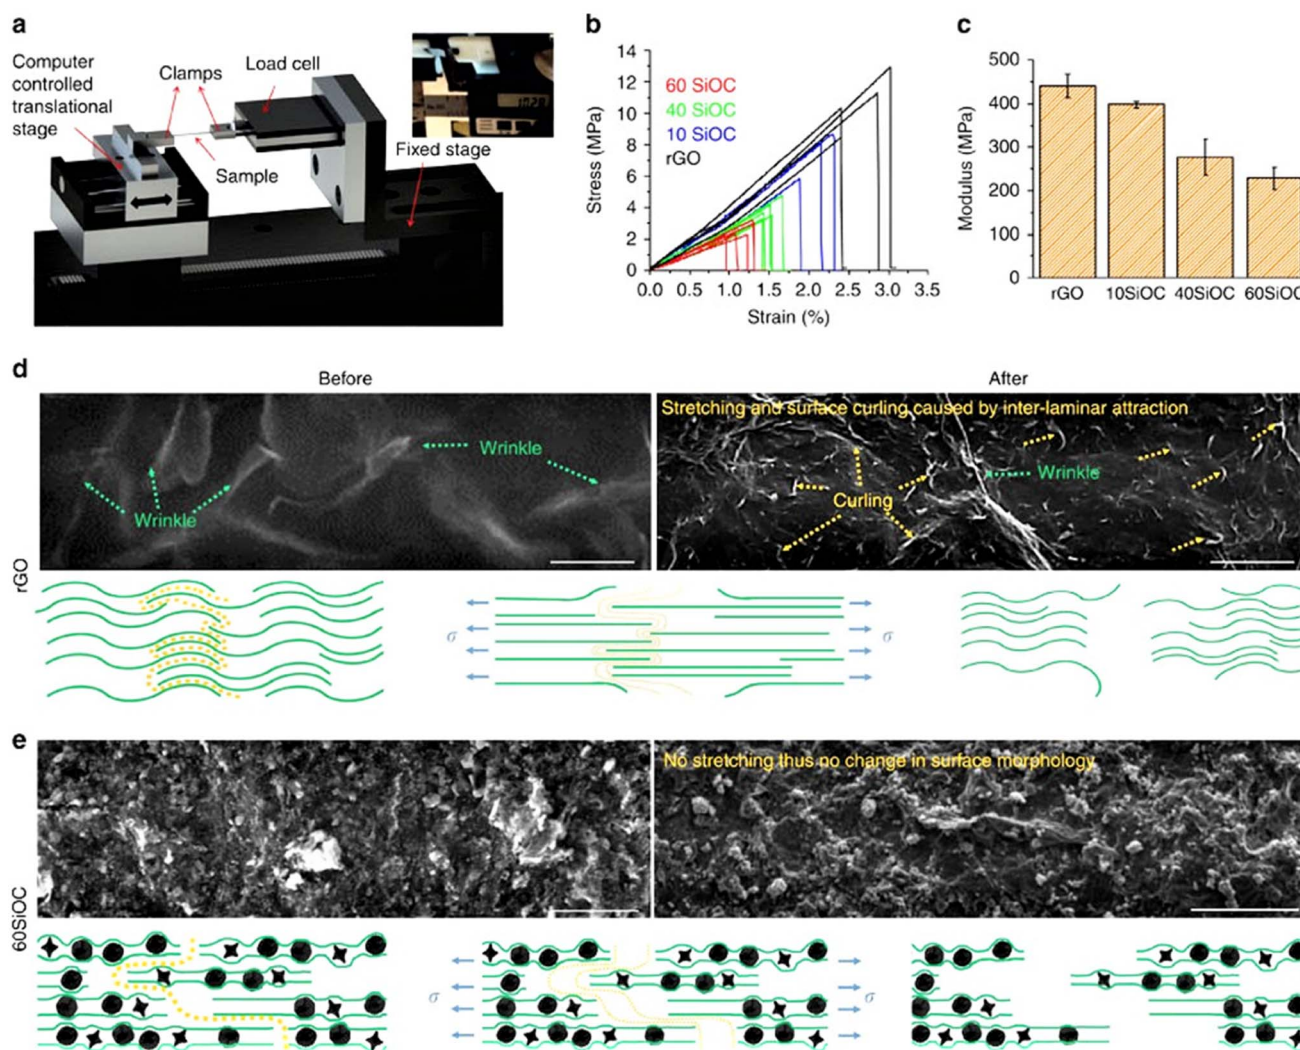 a
Computer
controlled
translational
stage
Clamps
Load cell
Sample
Fixed stage
b
Stress (MPa)
14
12
10
8
6
4
2
0
60 SiOC
40 SiOC
10 SiOC
rGO
0.0 0.5 1.0 1.5 2.0 2.5 3.0 3.5
Strain (%)
c
Modulus (MPa)
500
400
300
200
100
0
rGO 10SiOC 40SiOC 60SiOC
d
Before
After
rGO
Wrinkle
Wrinkle
Stretching and surface curling caused by inter-laminar attraction
Wrinkle
Curling
σ
σ
e
60SiOC
No stretching thus no change in surface morphology
σ
σ